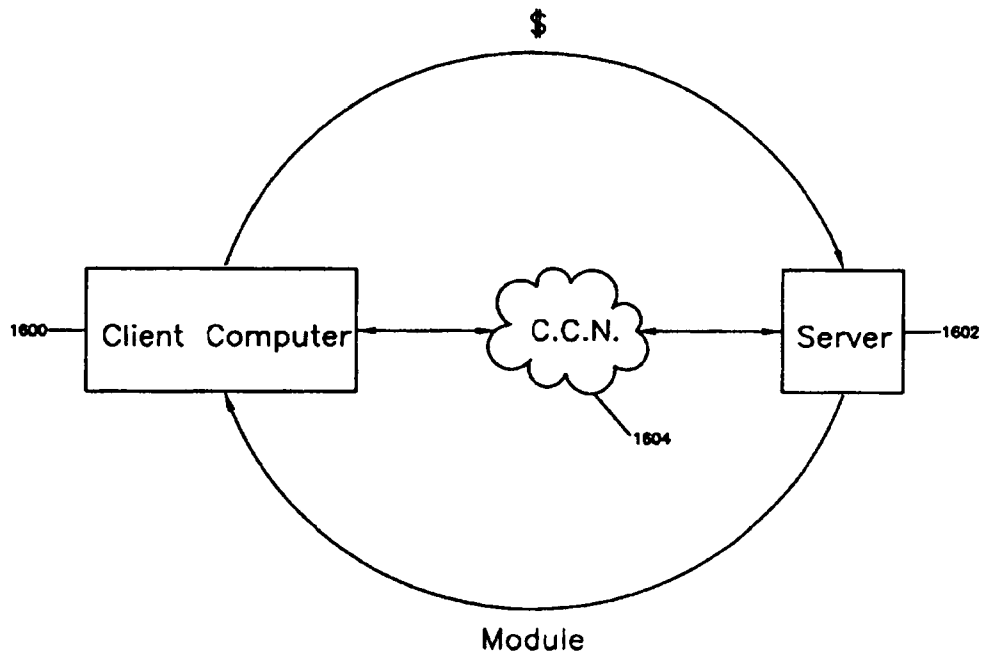 $
1600
Client Computer
C.C.N.
Server
1602
1604
Module